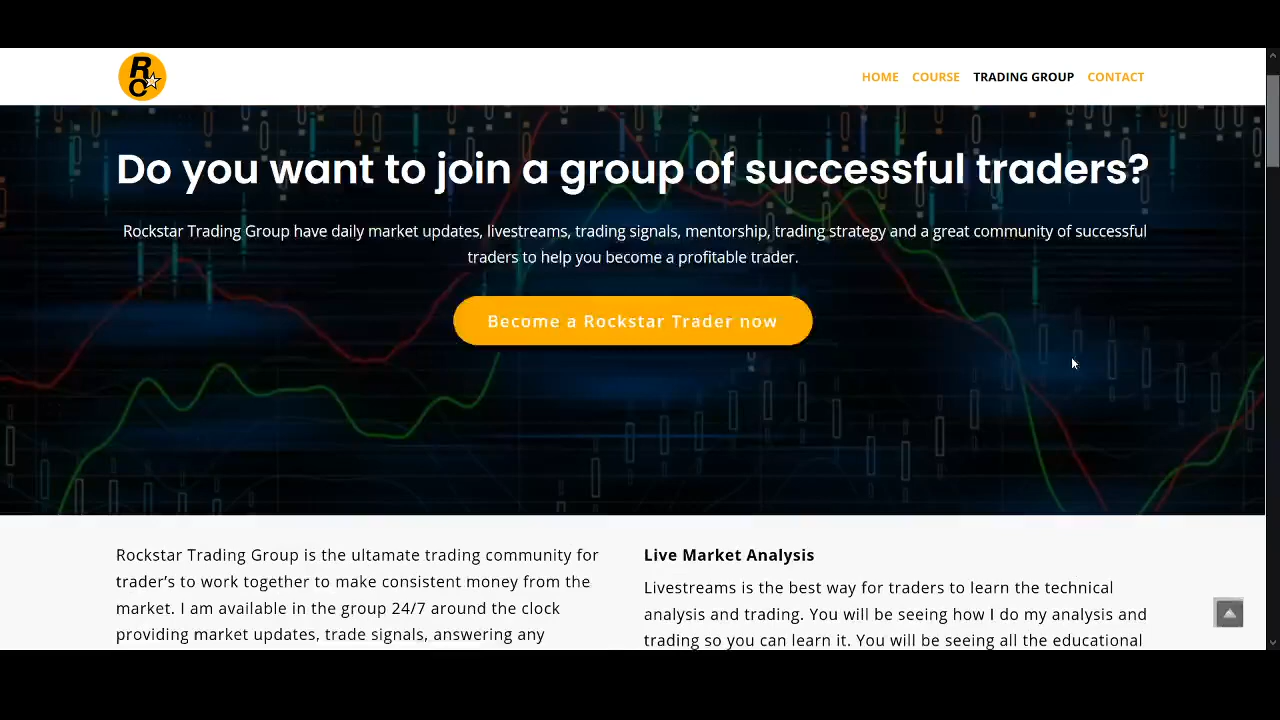 R
O
HOME COURSE TRADING GROUP CONTACT
Do you want to join a group of successful traders?
Rockstar Trading Group have daily market updates, livestreams, trading signals, mentorship, trading strategy and a great community of successful
traders to help you become a profitable trader.
Become a Rockstar Trader now
Rockstar Trading Group is the ultamate trading community for
trader's to work together to make consistent money from the
market. I am available in the group 24/7 around the clock
providing market updates, trade signals, answering any
Live Market Analysis
Livestreams is the best way for traders to learn the technical
analysis and trading. You will be seeing how I do my analysis and
trading so you can learn it. You will be seeing all the educational